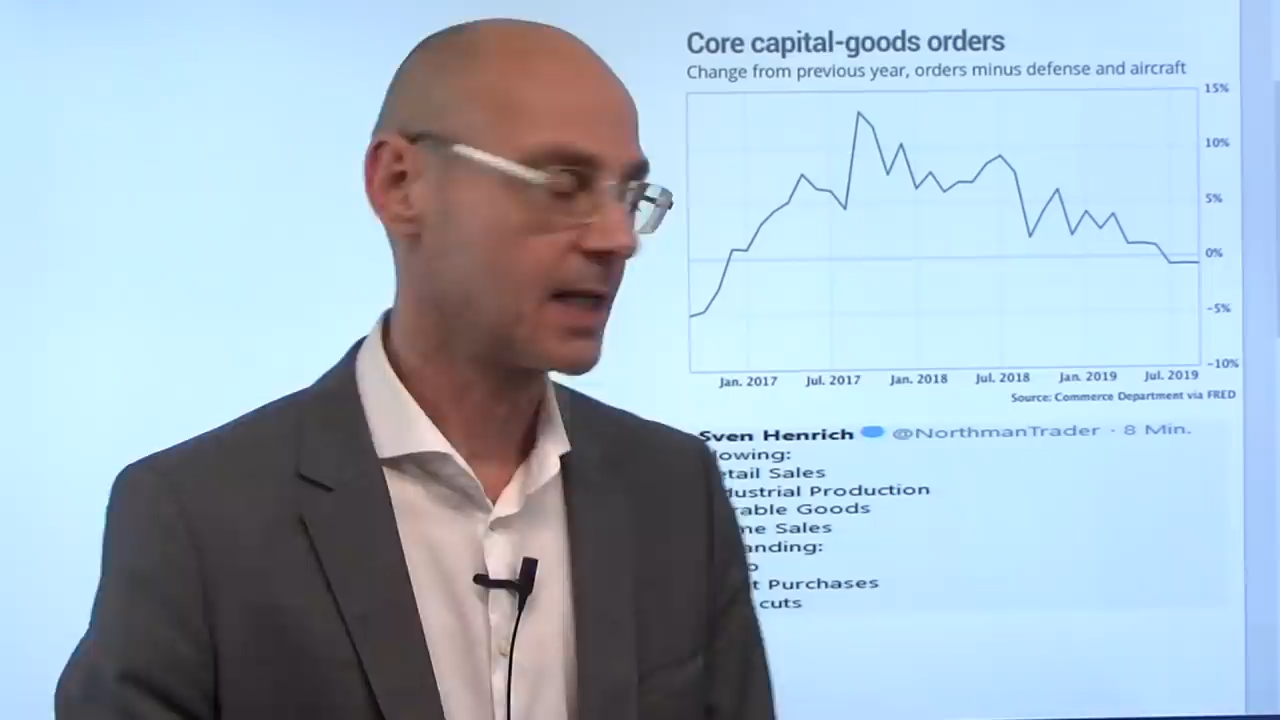 Core capital-goods orders
Change from previous year, orders minus defense and aircraft
15%
10%
5%
0%
-5%
-10%
Jan. 2017 Jul. 2017 Jan. 2018 Jul. 2018 Jan. 2019 Jul. 2019
Source: Commerce Department via FRED
Sven Henrich @NorthmanTrader · 8 Min.
lowing:
etail Sales
dustrial Production
rable Goods
me Sales
anding:
t Purchases
cuts